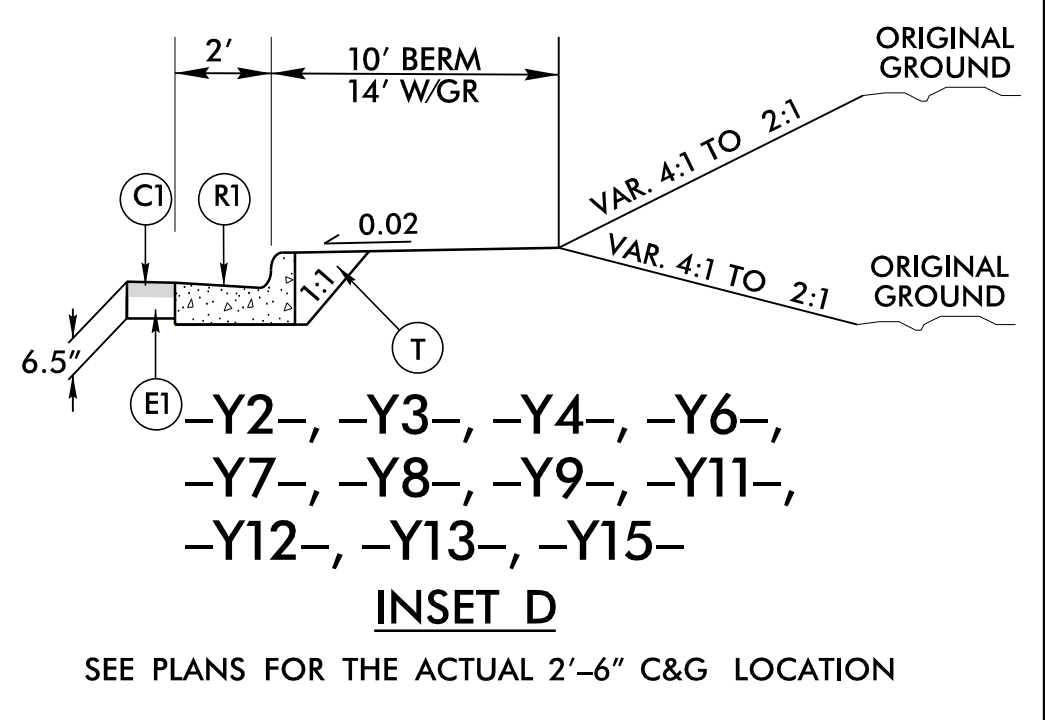 2'
10' BERM
14' W/GR
ORIGINAL
GROUND
VAR. 4:1 TO 2:1
C1
R1
0.02
1:1
VAR. 4:1 TO 2:1
ORIGINAL
GROUND
6.5"
T
E1
–Y2–, –Y3–, –Y4–, –Y6–,
–Y7–, –Y8–, –Y9–, –Y11–,
–Y12–, –Y13–, –Y15–
INSET D
SEE PLANS FOR THE ACTUAL 2'–6" C&G LOCATION